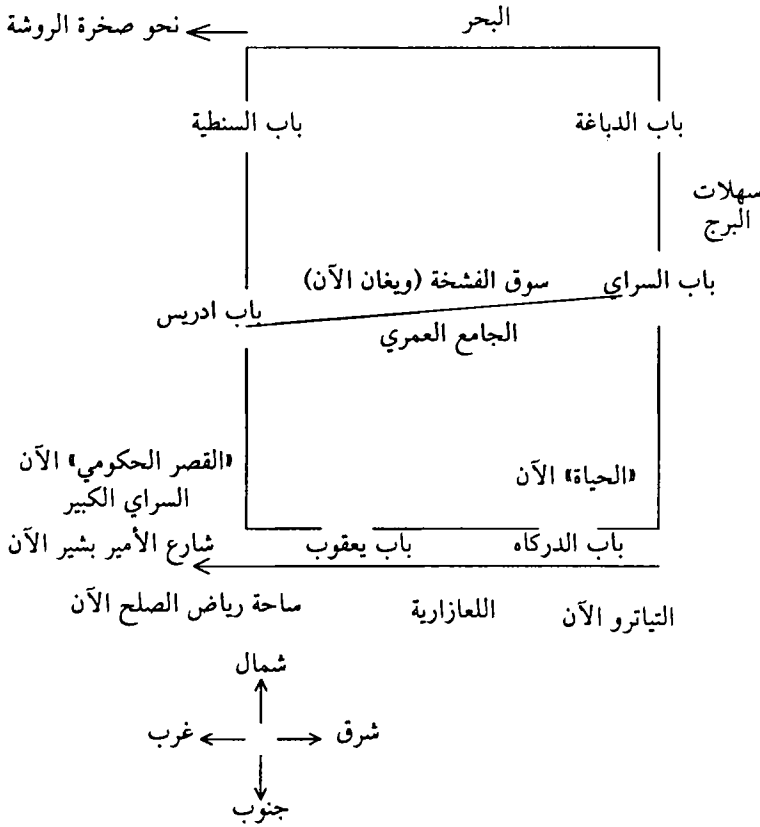 البحر
نحو صخرة الروشة
باب الدباغة
باب السنطية
سهلات
البرج
باب السراي
سوق الفشخة (ويغان الآن)
باب ادريس
الجامع العمري
«الحياة» الآن
«القصر الحكومي» الآن
السراي الكبير
باب الدركاه
باب يعقوب
شارع الأمير بشير الآن
التياترو الآن
اللعازارية
ساحة رياض الصلح الآن
شمال
شرق
غرب
جنوب